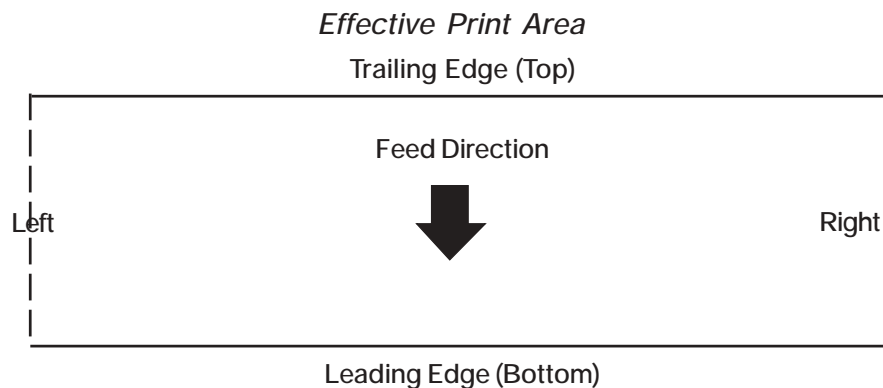 Effective Print Area
Trailing Edge (Top)
Feed Direction
Left
Right
Leading Edge (Bottom)